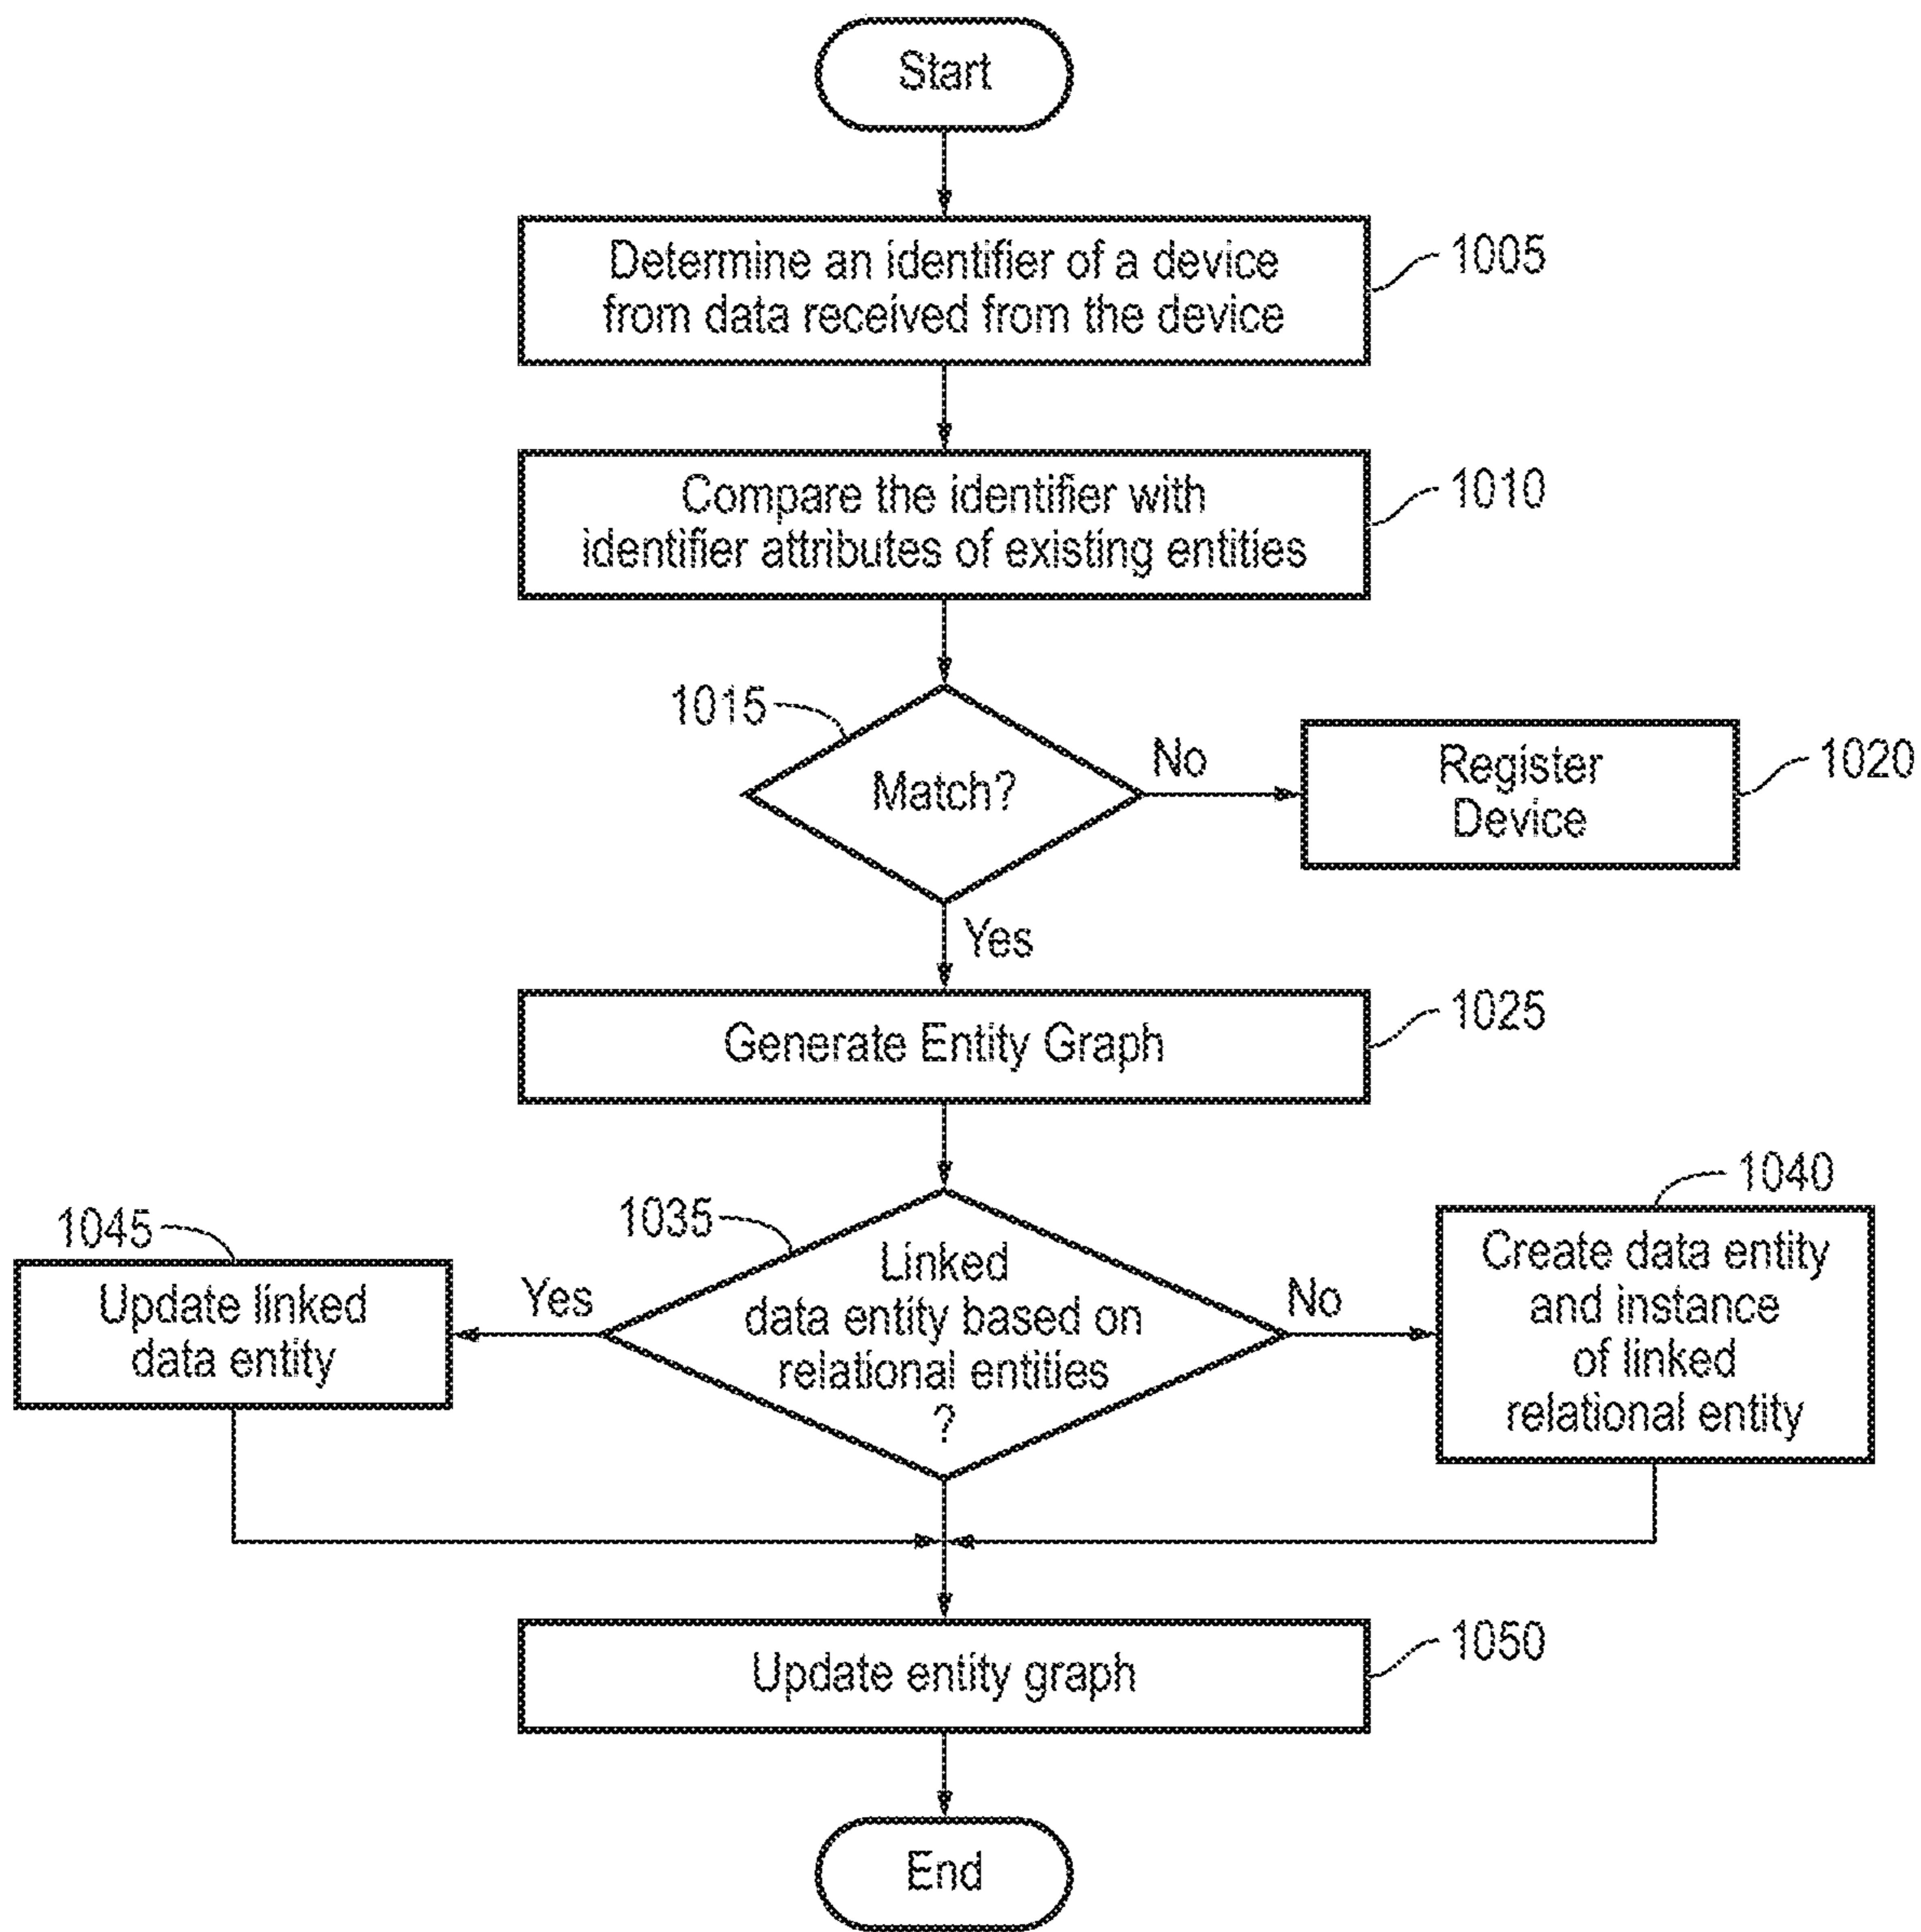 Start
Determine an identifier of a device
from data received from the device
1005
Compare the identifier with
identifier attributes of existing entities
1010
1015
Match?
No
Register
Device
1020
Yes
Generate Entity Graph
1025
1035
Linked
data entity based on
relational entities
?
Yes
1045
Update linked
data entity
No
1040
Create data entity
and instance
of linked
relational entity
Update entity graph
1050
End